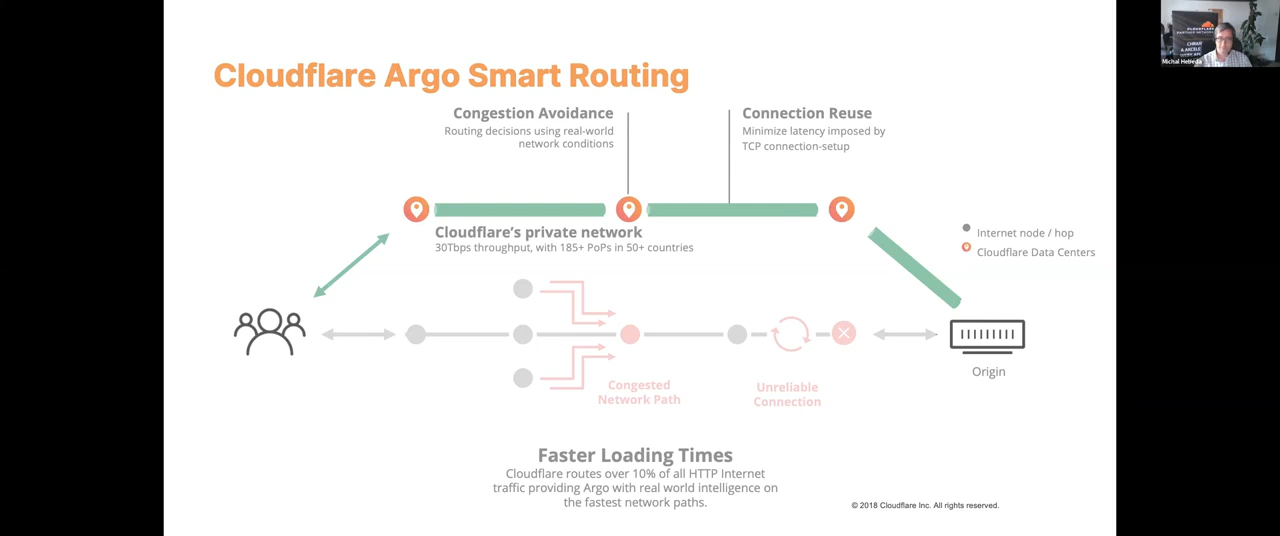 Cloudflare Argo Smart Routing
Congestion Avoidance
Routing decisions using real-world
network conditions
Connection Reuse
Minimize latency imposed by
TCP connection-setup
Cloudflare's private network
30Tbps throughput, with 185+ PoPs in 50+ countries
Internet node / hop
Cloudflare Data Centers
Congested
Network Path
Unreliable
Connection
Origin
Faster Loading Times
Cloudflare routes over 10% of all HTTP Internet
traffic providing Argo with real world intelligence on
the fastest network paths.
© 2018 Cloudflare Inc. All rights reserved.
CLOUDFLARE
PARTNER NETWORK
Michal